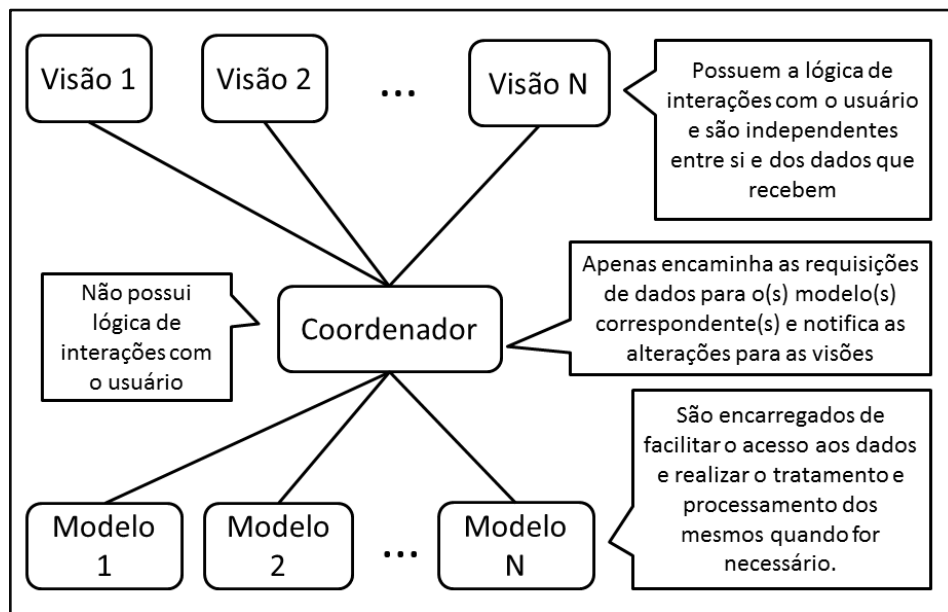 Visão 1
Visão 2
...
Visão N
Possuem a lógica de
interações com o usuário
e são independentes
entre si e dos dados que
recebem
Não possui
lógica de
interações com
o usuário
Coordenador
Apenas encaminha as requisições
de dados para o(s) modelo(s)
correspondente(s) e notifica as
alterações para as visões
Modelo
1
Modelo
2
...
Modelo
N
São encarregados de
facilitar o acesso aos dados
e realizar o tratamento e
processamento dos
mesmos quando for
necessário.